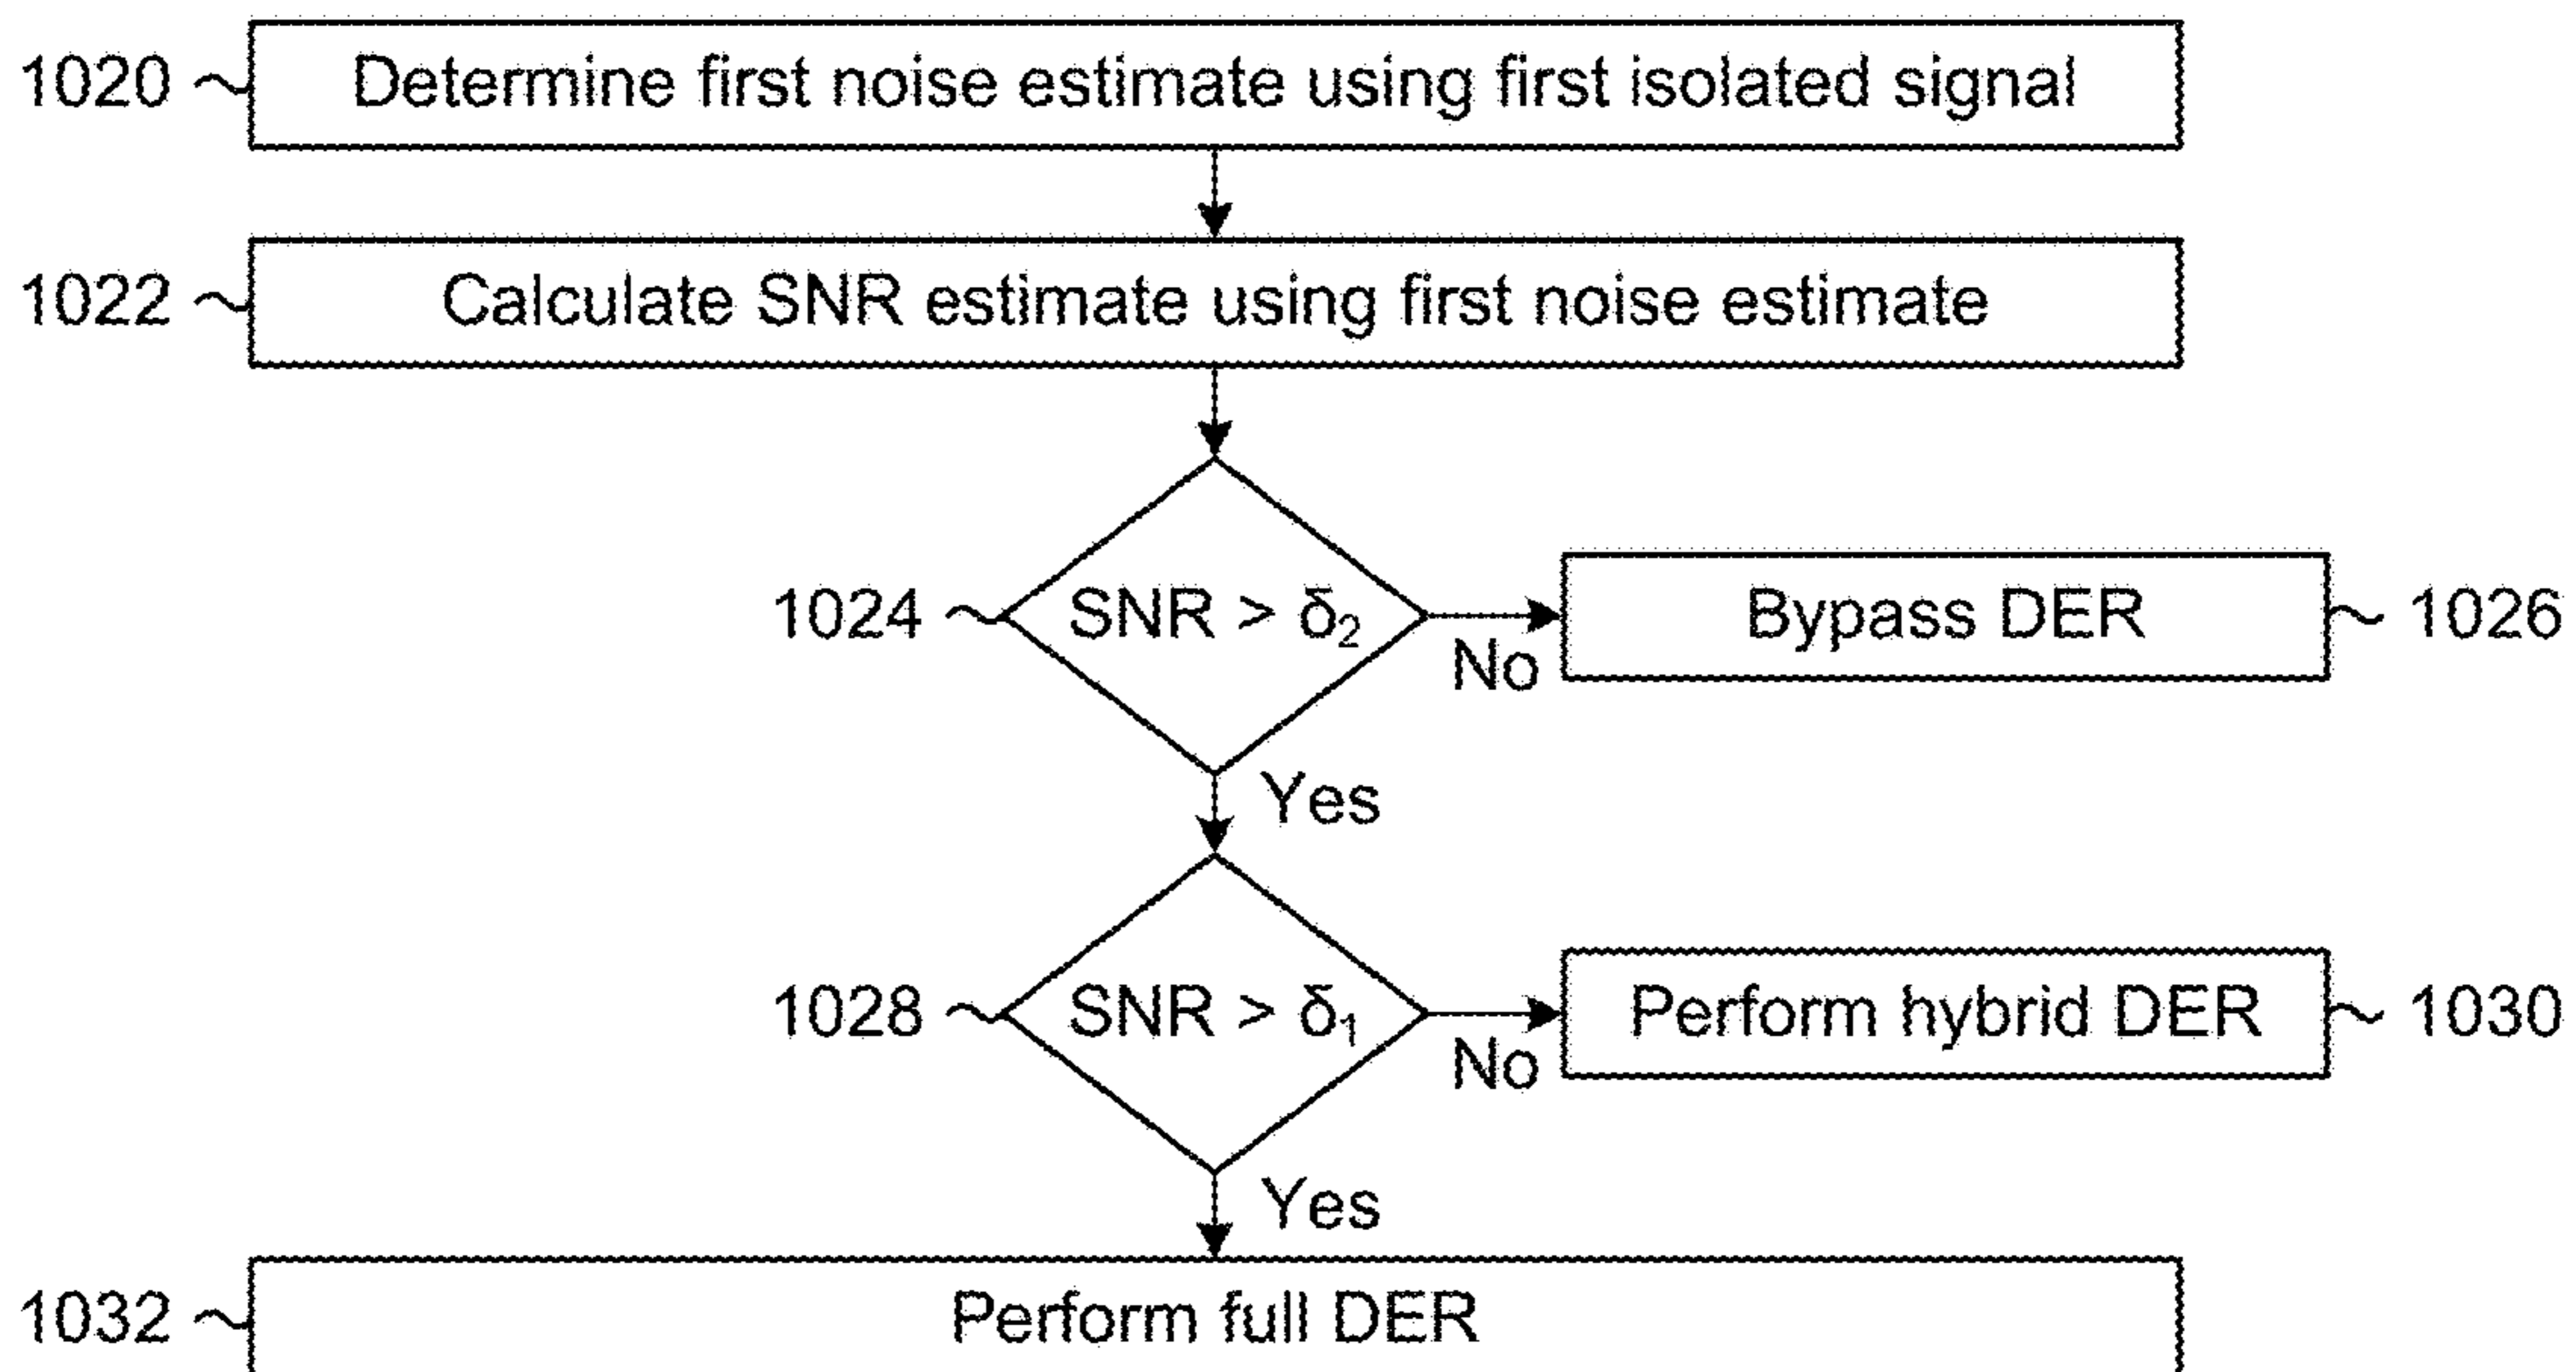 1020 Determine first noise estimate using first isolated signal
1022 Calculate SNR estimate using first noise estimate
1024 SNR > δ₂ Bypass DER 1026
No
Yes
1028 SNR > δ₁ Perform hybrid DER 1030
No
Yes
1032 Perform full DER